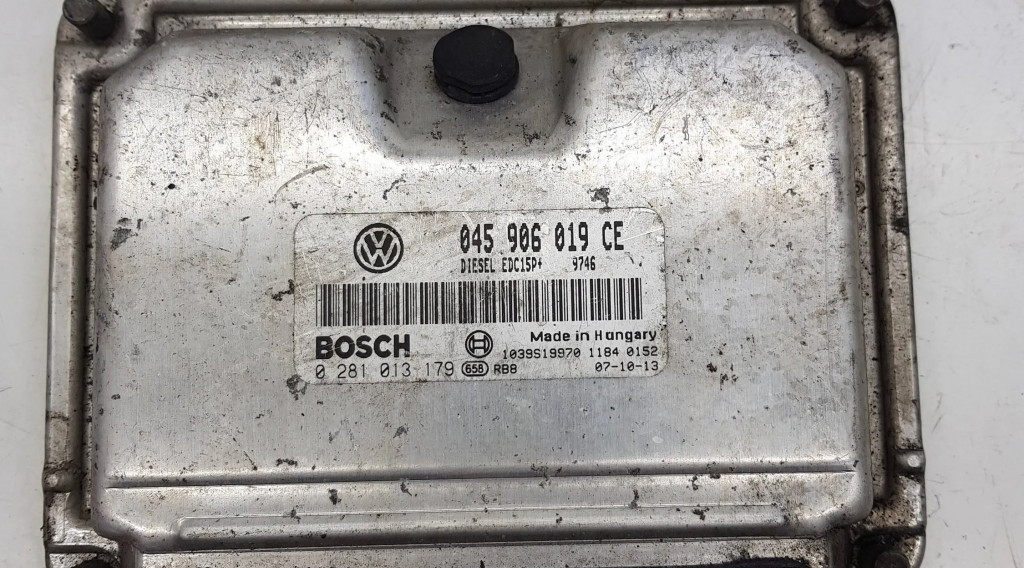 045 906 019 CE
DIESEL EDC15P+ 9746
BOSCH Made in Hungary
1039S19970 1184 0152
0 281 013 179 658 RBB 07-10-13